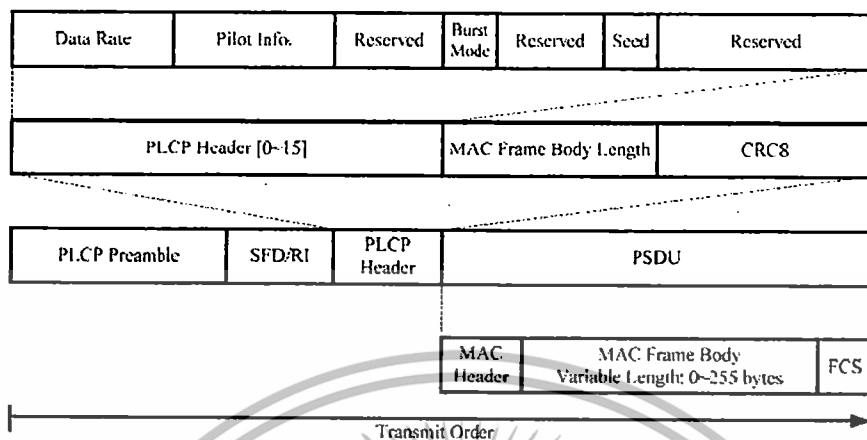 Data Rate Pilot Info. Reserved Burst Mode Reserved Seed Reserved
PLCP Header [0~15] MAC Frame Body Length CRC8
PLCP Preamble SFD/RI PLCP Header PSDU
MAC Header MAC Frame Body Variable Length: 0~255 bytes FCS
Transmit Order